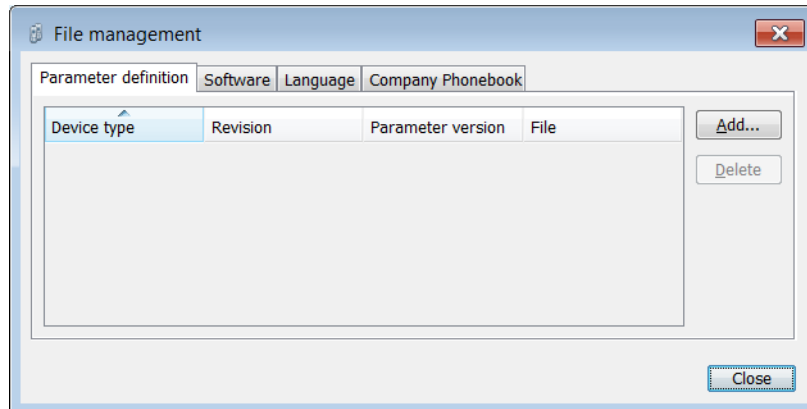 File management
Parameter definition Software Language Company Phonebook
Device type Revision Parameter version File
Add...
Delete
Close